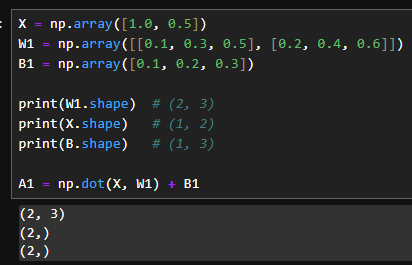 :
X = np.array([1.0, 0.5])
W1 = np.array([[0.1, 0.3, 0.5], [0.2, 0.4, 0.6]])
B1 = np.array([0.1, 0.2, 0.3])
print(W1.shape)  # (2, 3)
print(X.shape)   # (1, 2)
print(B.shape)   # (1, 3)
A1 = np.dot(X, W1) + B1
(2, 3)
(2,)
(2,)